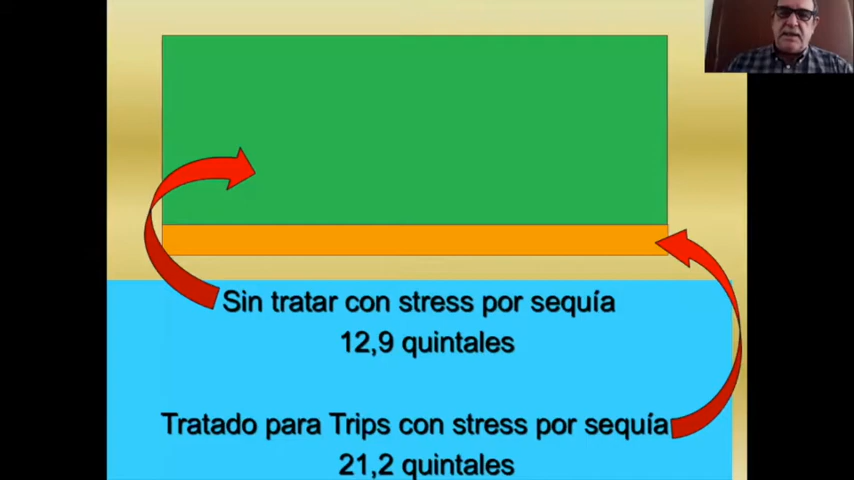 Sin tratar con stress por sequía
12,9 quintales
Tratado para Trips con stress por sequía
21,2 quintales